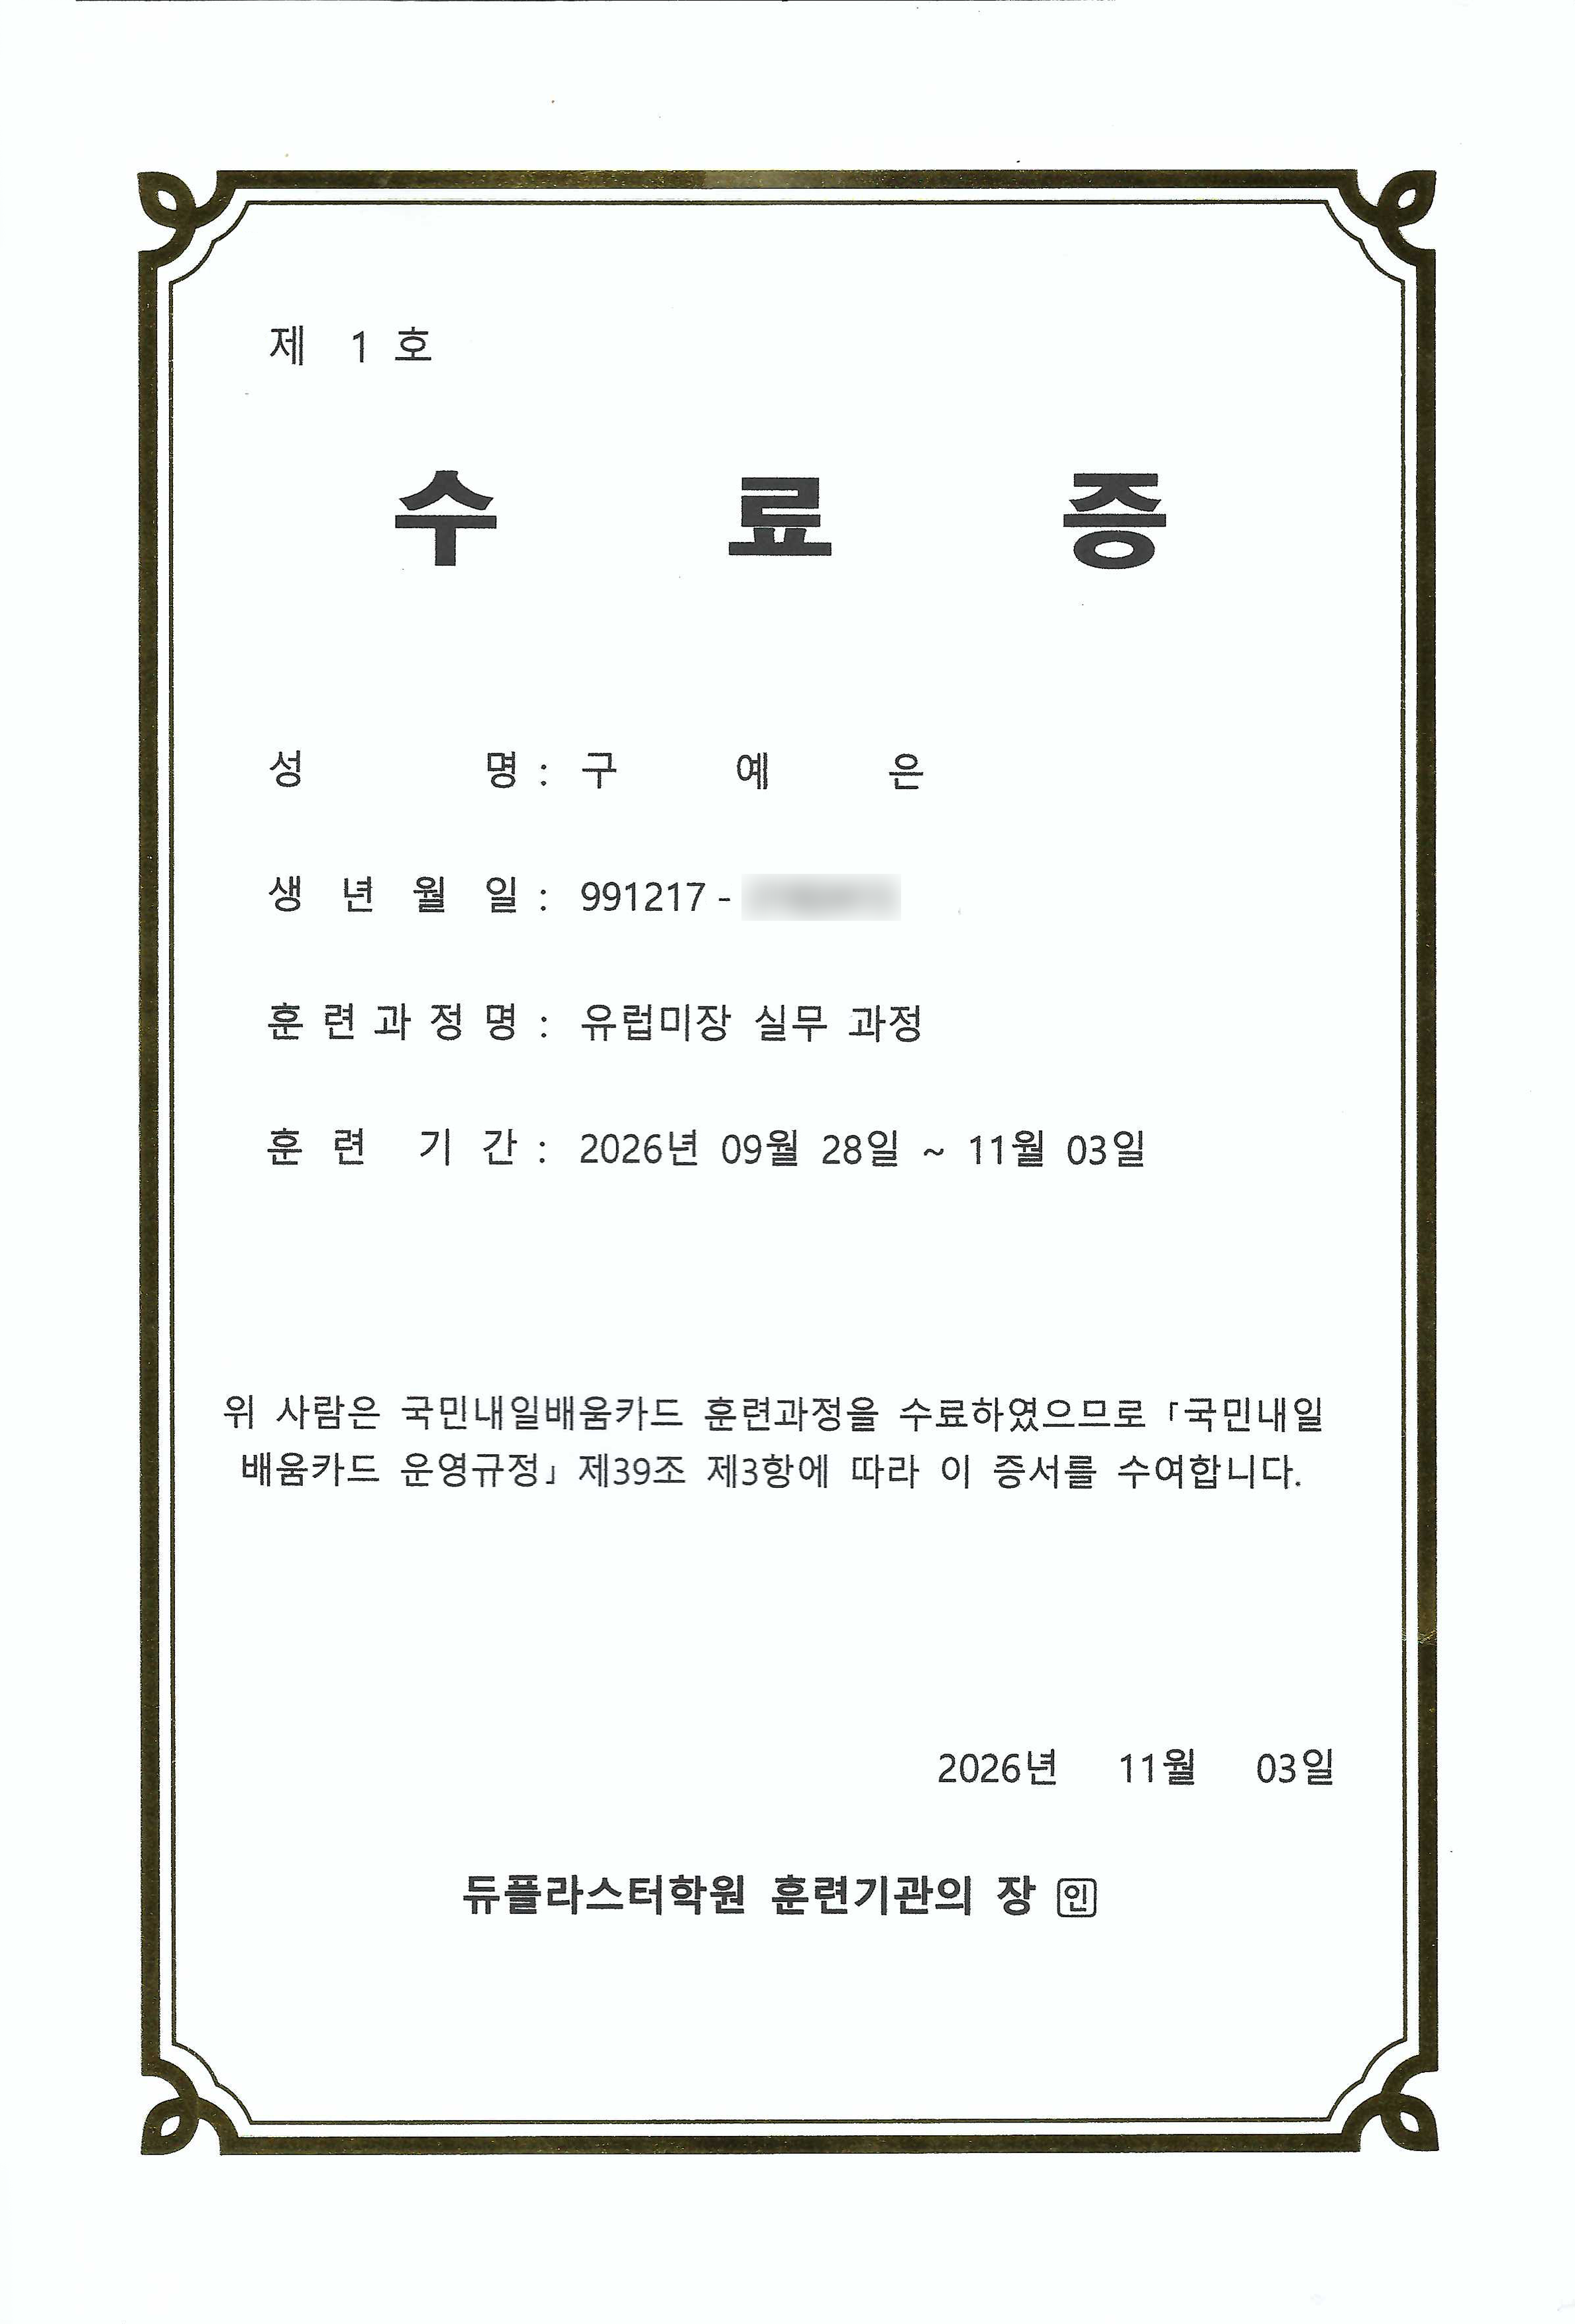 제 1 호
수 료 증
성 명 : 구 예 은
생 년 월 일 : 991217 -
훈 련 과 정 명 : 유럽미장 실무 과정
훈 련 기 간 : 2026년 09월 28일 ~ 11월 03일
위 사람은 국민내일배움카드 훈련과정을 수료하였으므로 「국민내일
배움카드 운영규정」 제39조 제3항에 따라 이 증서를 수여합니다.
2026년 11월 03일
듀플라스터학원 훈련기관의 장 인